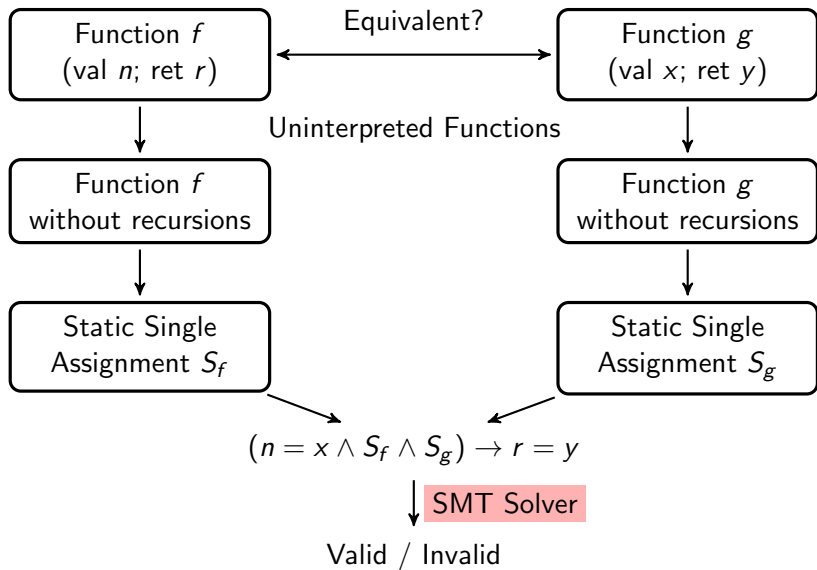 Function f
(val n; ret r)
Equivalent?
Function g
(val x; ret y)
Uninterpreted Functions
Function f
without recursions
Function g
without recursions
Static Single
Assignment S_f
Static Single
Assignment S_g
(n = x ∧ S_f ∧ S_g) → r = y
SMT Solver
Valid / Invalid